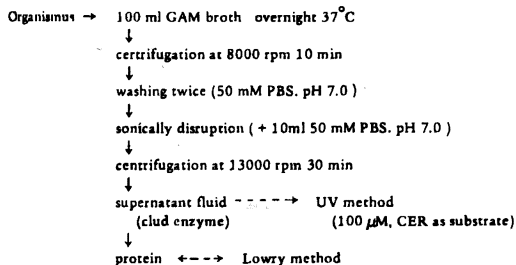 Organismus → 100 ml GAM broth overnight 37°C
↓
certrifugation at 8000 rpm 10 min
↓
washing twice (50 mM PBS. pH 7.0 )
↓
sonically disruption ( + 10ml 50 mM PBS. pH 7.0 )
↓
centrifugation at 13000 rpm 30 min
↓
supernatant fluid - - - - - → UV method
(clud enzyme) (100 μM, CER as substrate)
↓
protein ← - - → Lowry method